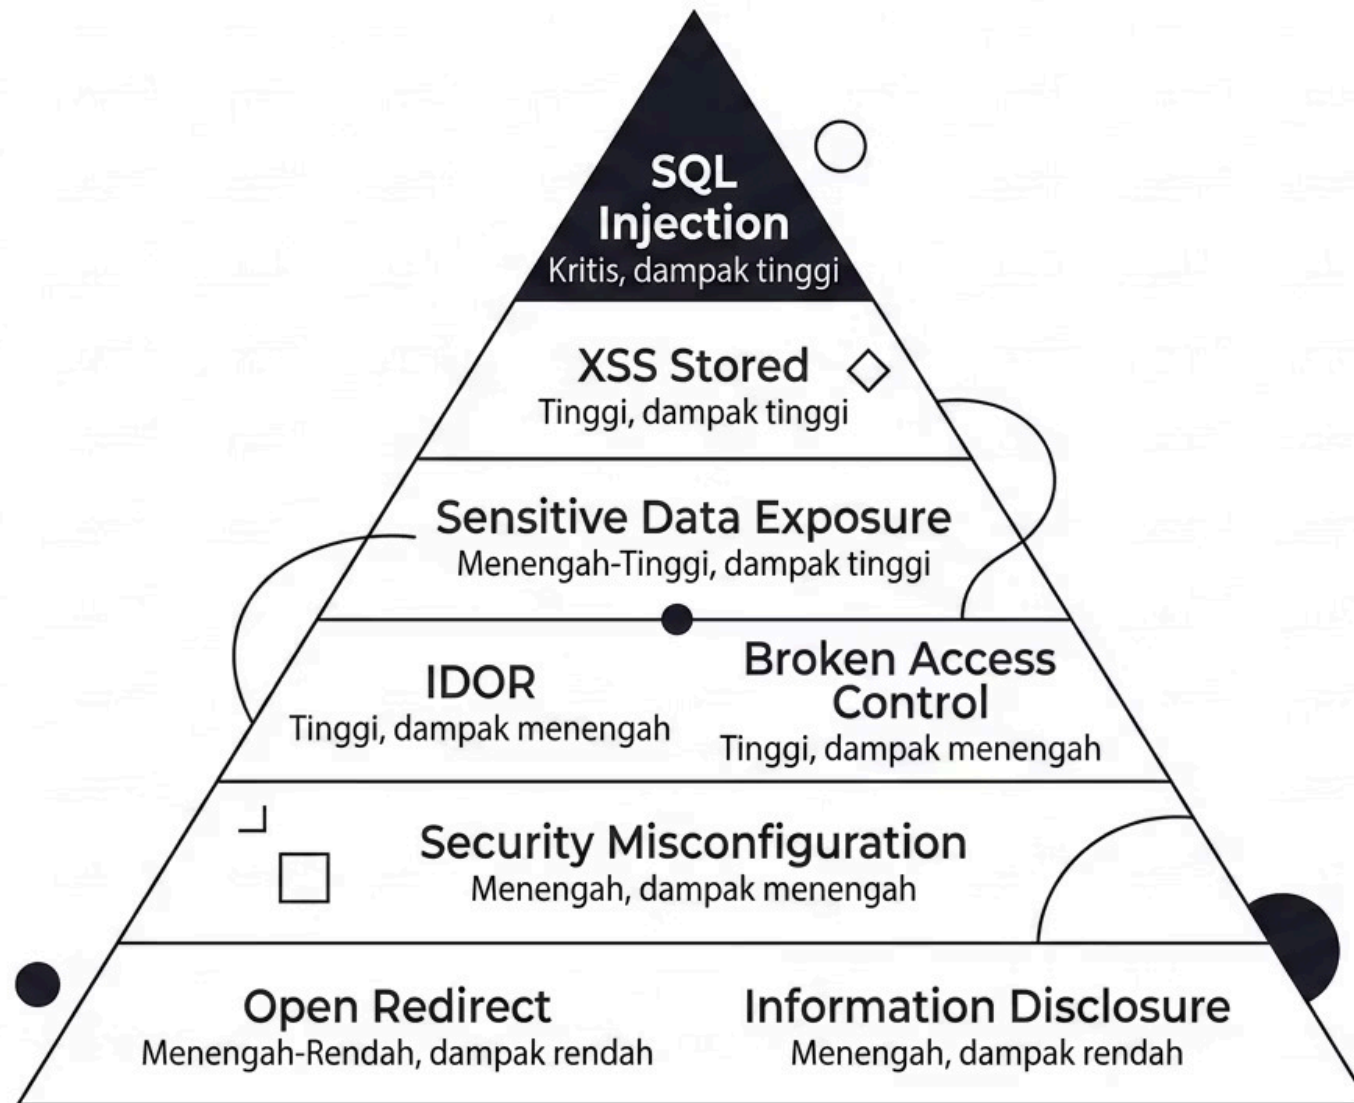 SQL
Injection
Kritis, dampak tinggi
XSS Stored
Tinggi, dampak tinggi
Sensitive Data Exposure
Menengah-Tinggi, dampak tinggi
IDOR
Tinggi, dampak menengah
Broken Access
Control
Tinggi, dampak menengah
Security Misconfiguration
Menengah, dampak menengah
Open Redirect
Menengah-Rendah, dampak rendah
Information Disclosure
Menengah, dampak rendah